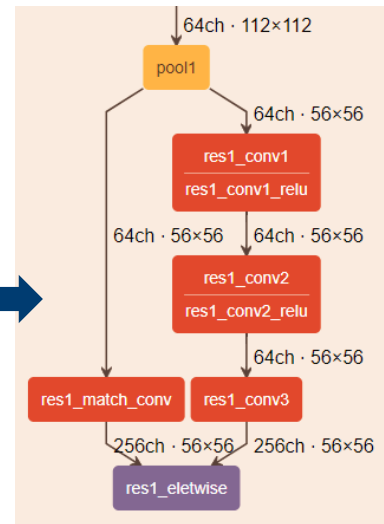 64ch · 112×112
pool1
64ch · 56×56
res1_conv1
res1_conv1_relu
64ch · 56×56
64ch · 56×56
res1_conv2
res1_conv2_relu
64ch · 56×56
res1_match_conv
res1_conv3
256ch · 56×56
256ch · 56×56
res1_eletwise